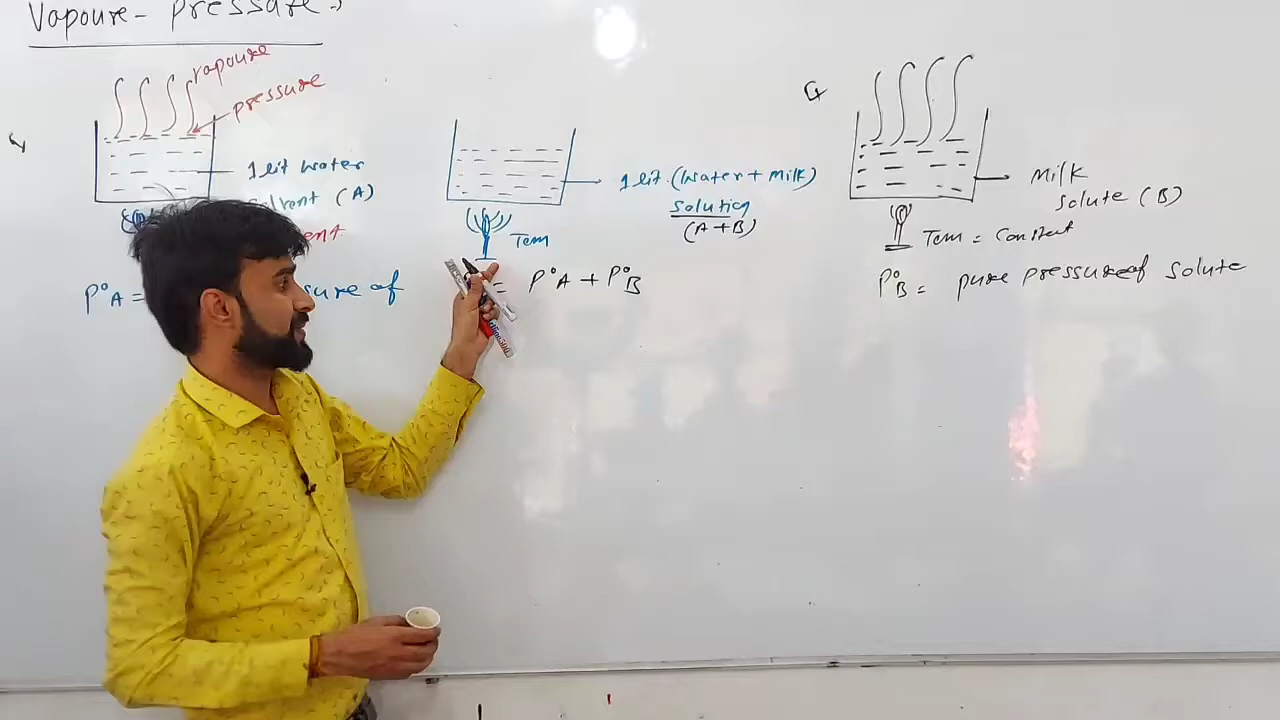 Vapoure - pressure :
vapoure
pressure
1 lit water
solvent (A)
P°A =
sure of
1 lit. (water + milk)
solution
(A + B)
Tem
P°A + P°B
Milk
solute (B)
Tem = constant
P°B = pure pressure of solute